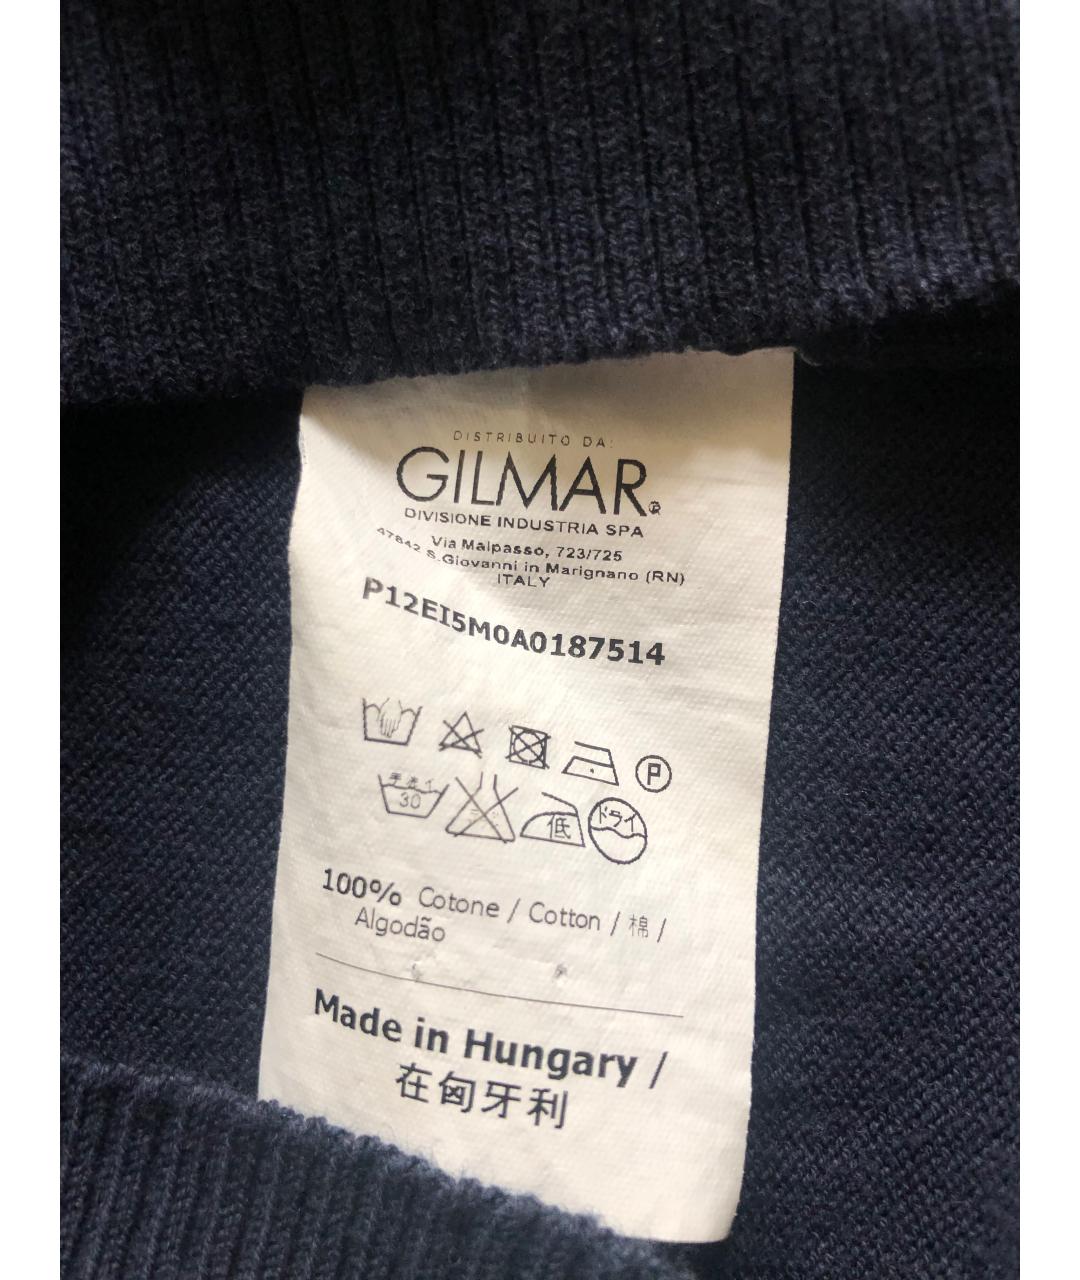 DISTRIBUITO DA:
GILMAR®
DIVISIONE INDUSTRIA SPA
Via Malpasso, 723/725
47842 S.Giovanni in Marignano (RN)
ITALY
P12EI5M0A0187514
P
手洗イ
30
低
ドライ
100% Cotone / Cotton / 棉 /
Algodão
Made in Hungary /
在匈牙利